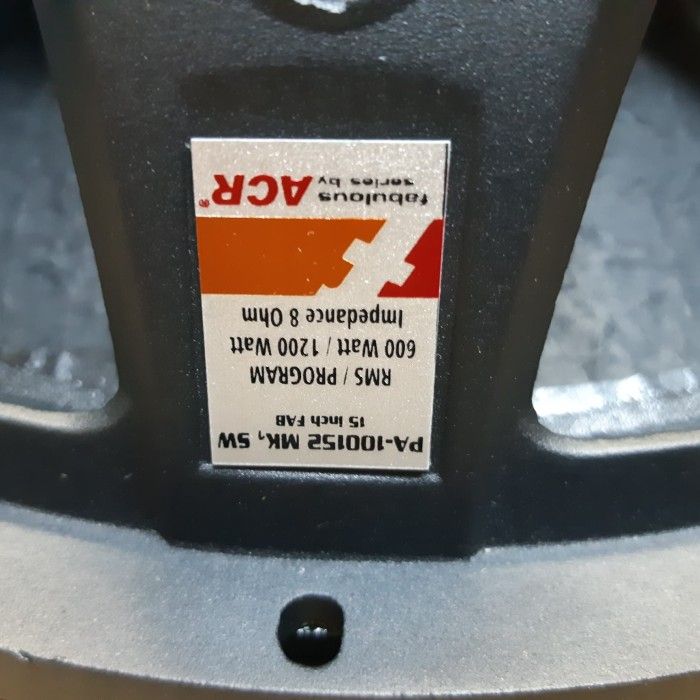 PA-100152 MK, SW
15 inch FAB
RMS / PROGRAM
600 Watt / 1200 Watt
Impedance 8 Ohm
f
fabulous
series by ACR®